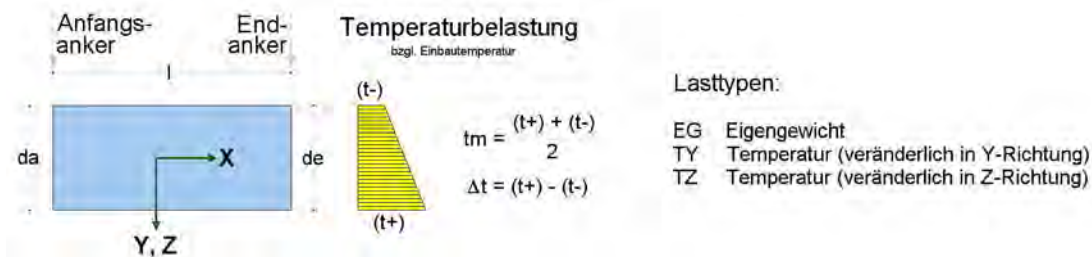 Anfangs-
anker
End-
anker
l
da
de
X
Y, Z
Temperaturbelastung
bzgl. Einbautemperatur
(t-)
(t+)
tm = (t+) + (t-)
2
Δt = (t+) - (t-)
Lasttypen:
EG Eigengewicht
TY Temperatur (veränderlich in Y-Richtung)
TZ Temperatur (veränderlich in Z-Richtung)